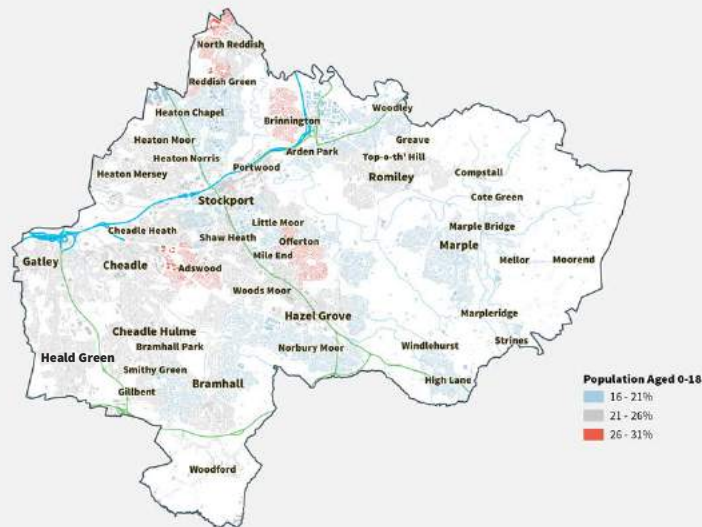 North Reddish
Reddish Green
Heaton Chapel
Woodley
Brinnington
Heaton Moor
Greave
Arden Park
Heaton Norris
Top-o-th' Hill
Portwood
Heaton Mersey
Romiley
Compstall
Cote Green
Stockport
Little Moor
Marple Bridge
Cheadle Heath
Shaw Heath
Offerton
Marple
Mile End
Gatley
Cheadle
Adswood
Mellor
Moorend
Woods Moor
Hazel Grove
Marpleridge
Cheadle Hulme
Strines
Bramhall Park
Norbury Moor
Windlehurst
Heald Green
Smithy Green
High Lane
Bramhall
Gillbent
Woodford
Population Aged 0-18
16 - 21%
21 - 26%
26 - 31%